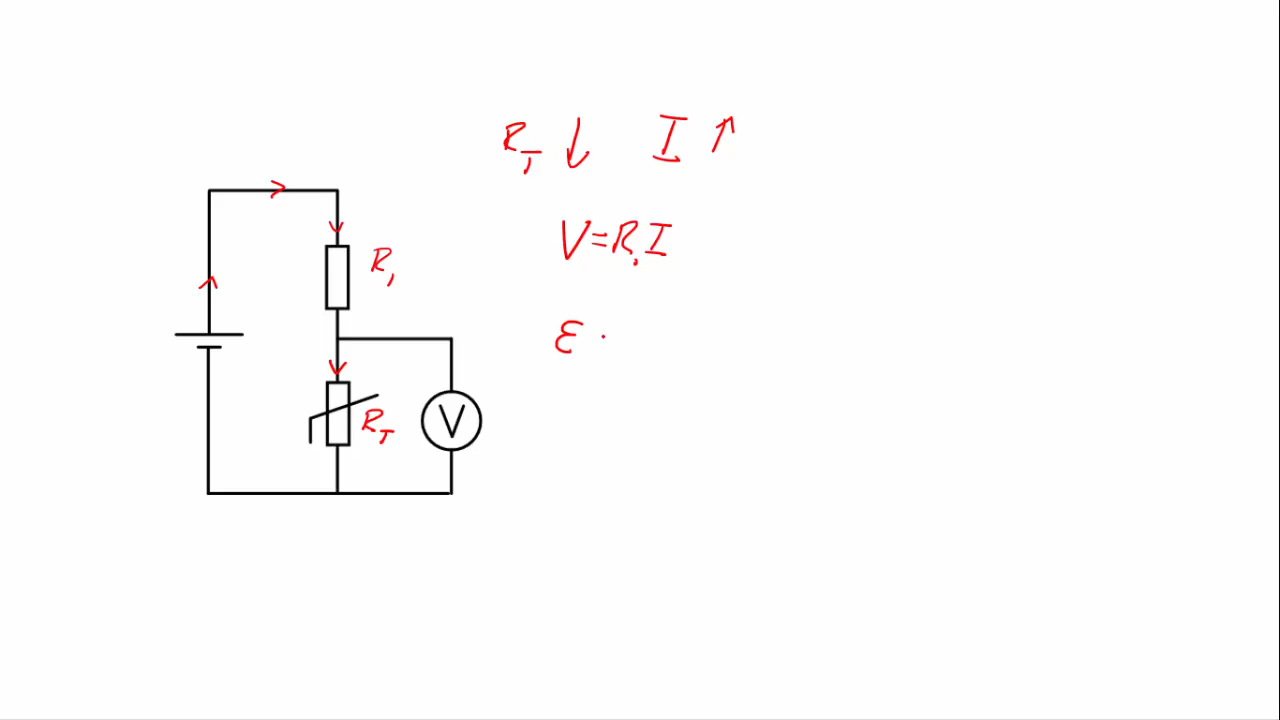 R_T ↓ I ↑
V=R₁I
R₁
ε ·
R_T
V